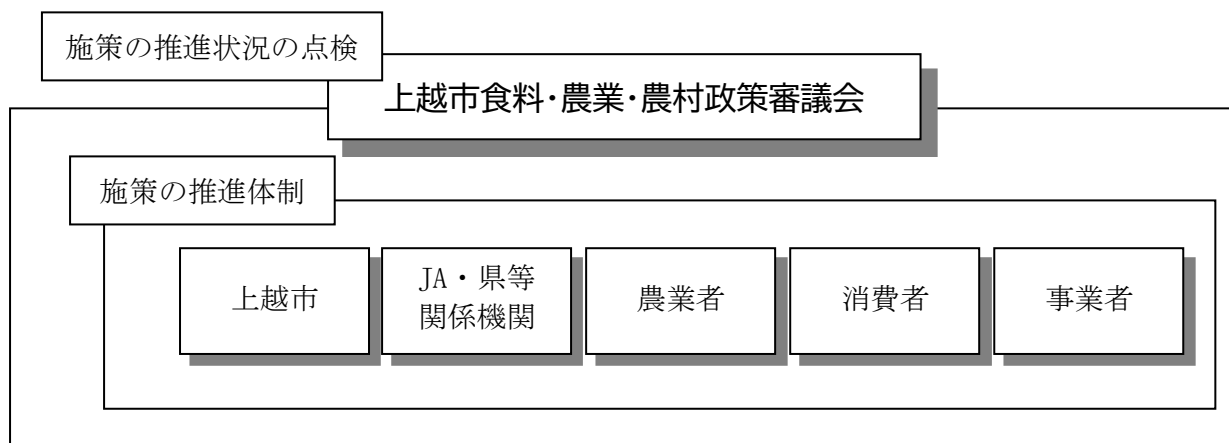 施策の推進状況の点検
上越市食料・農業・農村政策審議会
施策の推進体制
上越市
JA・県等
関係機関
農業者
消費者
事業者